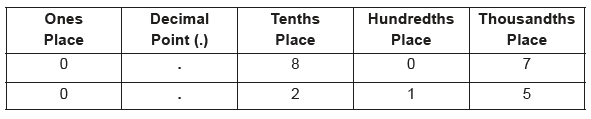 Ones Place Decimal Point (.) Tenths Place Hundredths Place Thousandths Place
0 . 8 0 7
0 . 2 1 5